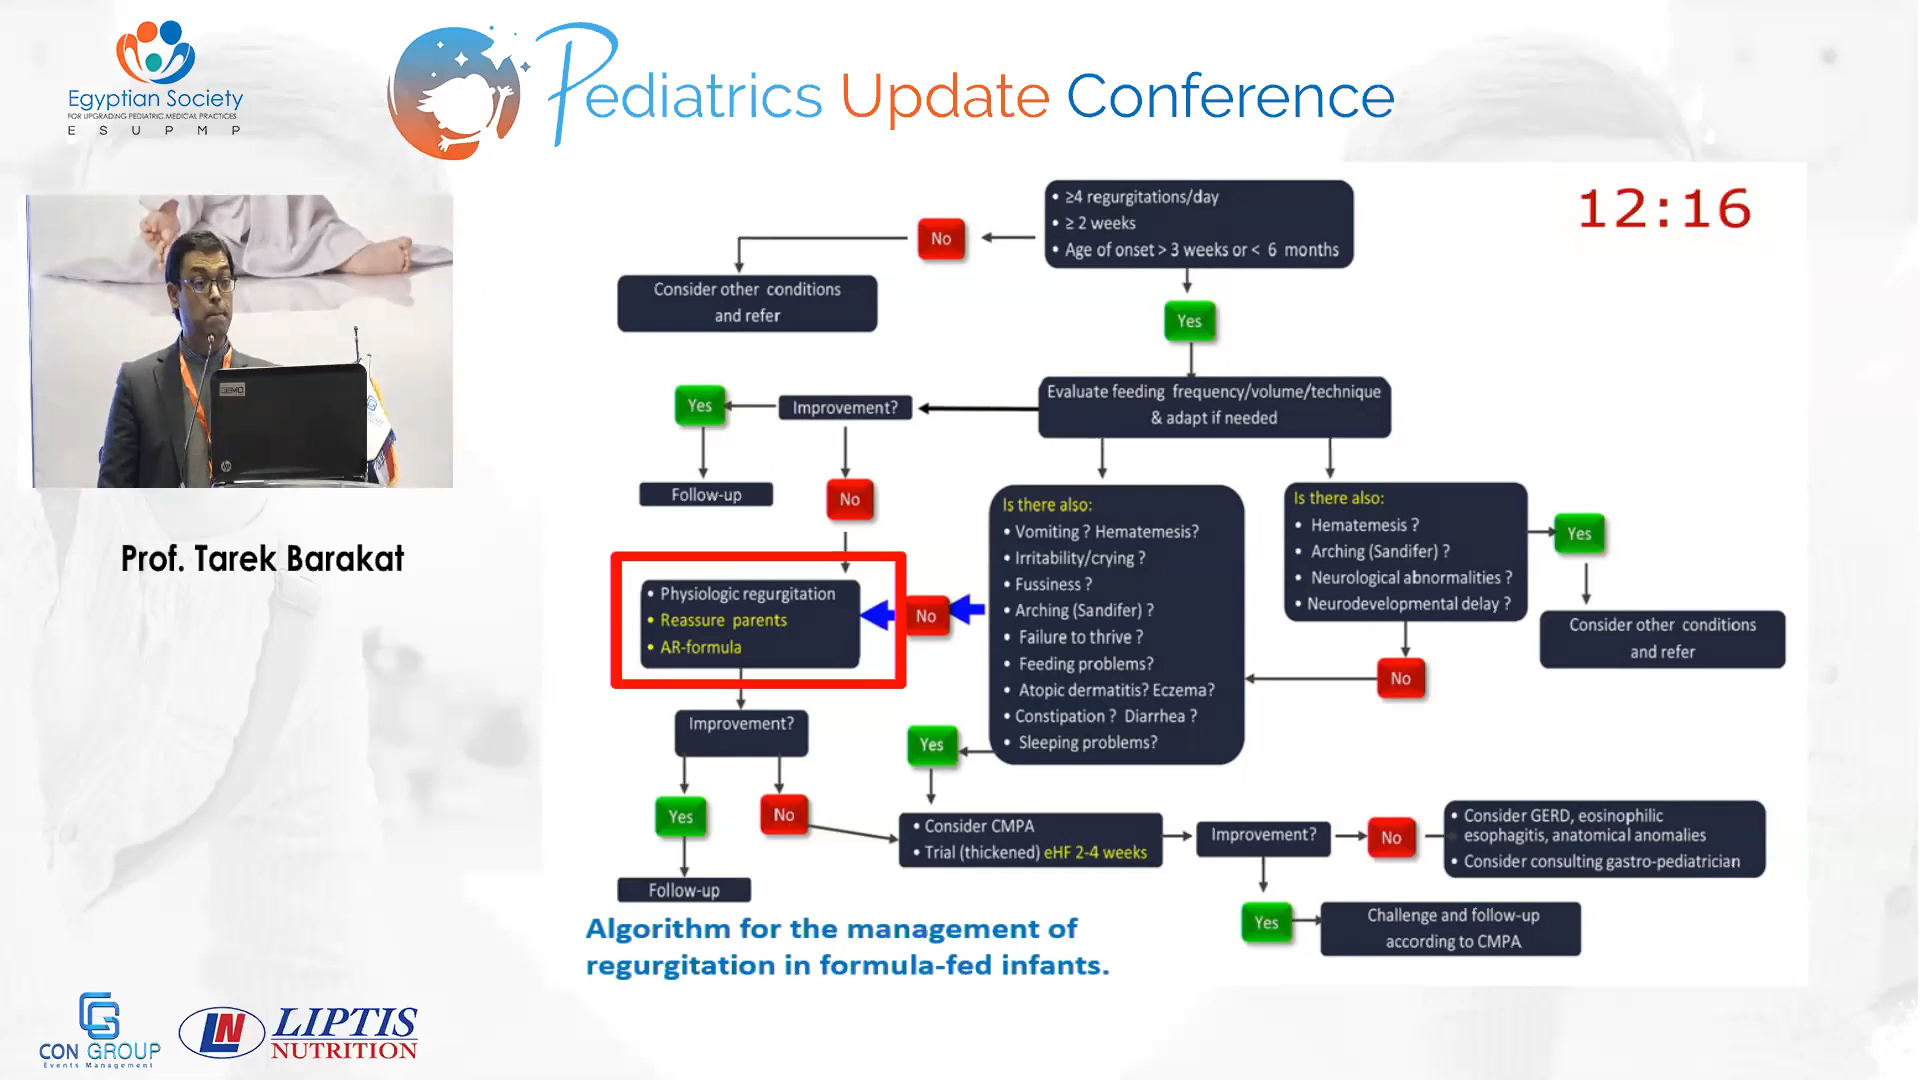 Egyptian Society
FOR UPGRADING PEDIATRIC MEDICAL PRACTICES
E S U P M P
Pediatrics Update Conference
12:16
• ≥4 regurgitations/day
• ≥ 2 weeks
• Age of onset > 3 weeks or < 6 months
No
Consider other conditions
and refer
Yes
Evaluate feeding frequency/volume/technique
& adapt if needed
Improvement?
Yes
Follow-up
No
Is there also:
• Vomiting ? Hematemesis?
• Irritability/crying ?
• Fussiness ?
• Arching (Sandifer) ?
• Failure to thrive ?
• Feeding problems?
• Atopic dermatitis? Eczema?
• Constipation ? Diarrhea ?
• Sleeping problems?
Is there also:
• Hematemesis ?
• Arching (Sandifer) ?
• Neurological abnormalities ?
• Neurodevelopmental delay ?
Yes
Consider other conditions
and refer
No
No
• Physiologic regurgitation
• Reassure parents
• AR-formula
Improvement?
Yes
No
Follow-up
Yes
• Consider CMPA
• Trial (thickened) eHF 2-4 weeks
Improvement?
No
• Consider GERD, eosinophilic
esophagitis, anatomical anomalies
• Consider consulting gastro-pediatrician
Yes
Challenge and follow-up
according to CMPA
Algorithm for the management of
regurgitation in formula-fed infants.
Prof. Tarek Barakat
DEMO
hp
CG
CON GROUP
Events Management
LN
LIPTIS
NUTRITION